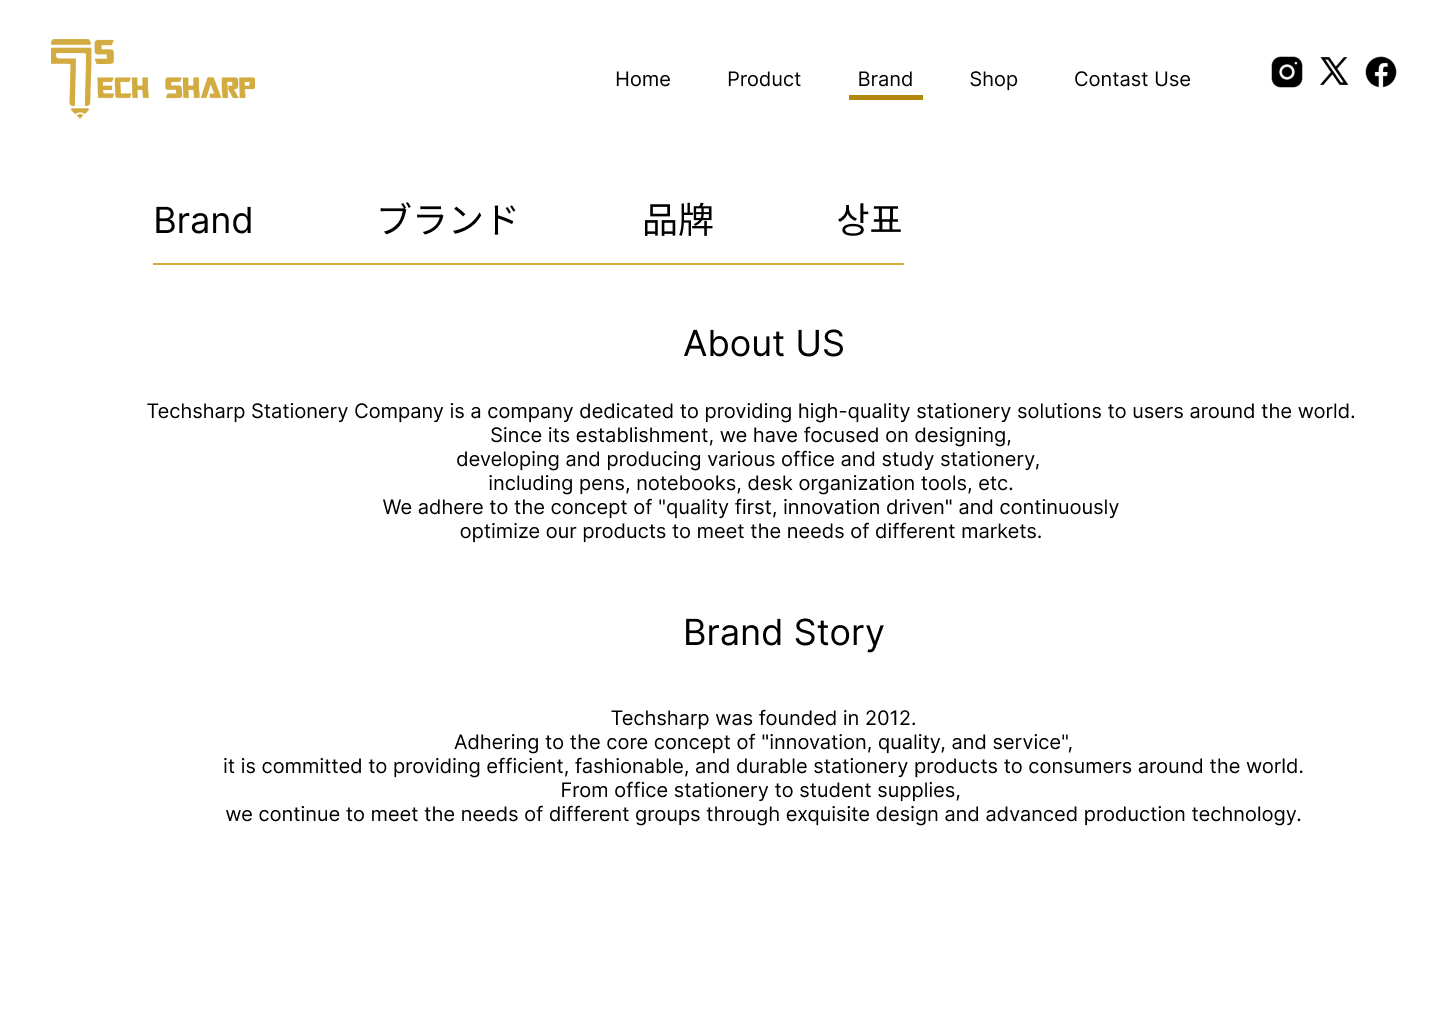 TS
TECH SHARP
Home Product Brand Shop Contast Use
Brand ブランド 品牌 상표
About US
Techsharp Stationery Company is a company dedicated to providing high-quality stationery solutions to users around the world.
Since its establishment, we have focused on designing,
developing and producing various office and study stationery,
including pens, notebooks, desk organization tools, etc.
We adhere to the concept of "quality first, innovation driven" and continuously
optimize our products to meet the needs of different markets.
Brand Story
Techsharp was founded in 2012.
Adhering to the core concept of "innovation, quality, and service",
it is committed to providing efficient, fashionable, and durable stationery products to consumers around the world.
From office stationery to student supplies,
we continue to meet the needs of different groups through exquisite design and advanced production technology.